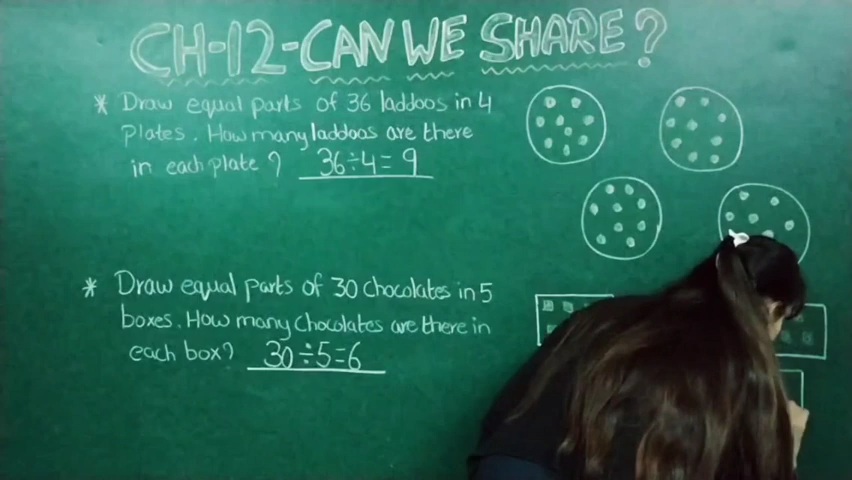 CH-12-CAN WE SHARE?
* Draw equal parts of 36 laddoos in 4
plates. How many laddoos are there
in each plate? 36÷4=9
* Draw equal parts of 30 chocolates in 5
boxes. How many chocolates are there in
each box? 30÷5=6